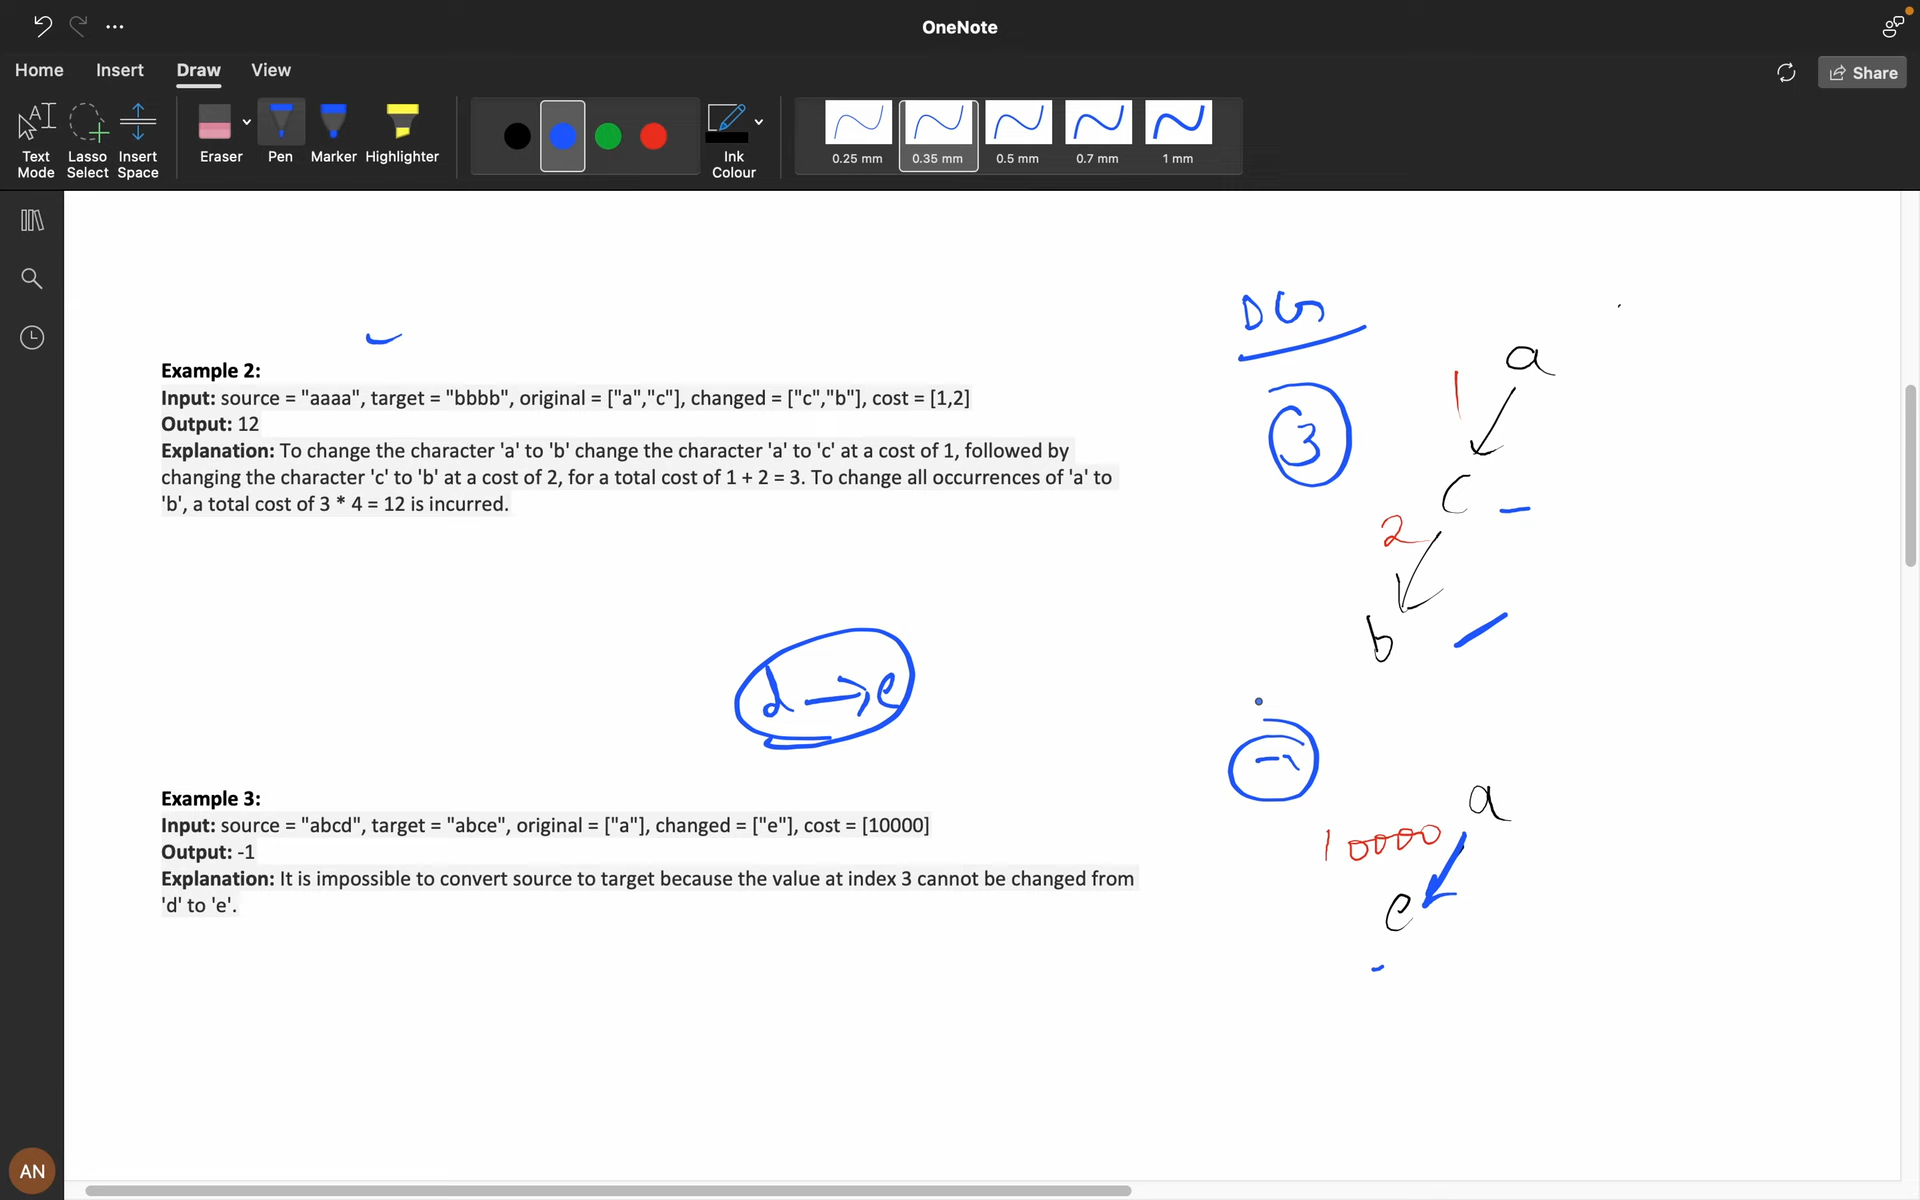 OneNote
Home Insert Draw View
Share
Text Mode
Lasso Select
Insert Space
Eraser
Pen
Marker
Highlighter
Ink Colour
0.25 mm
0.35 mm
0.5 mm
0.7 mm
1 mm
DG
a
1
3
Example 2:
Input: source = "aaaa", target = "bbbb", original = ["a","c"], changed = ["c","b"], cost = [1,2]
Output: 12
Explanation: To change the character 'a' to 'b' change the character 'a' to 'c' at a cost of 1, followed by
changing the character 'c' to 'b' at a cost of 2, for a total cost of 1 + 2 = 3. To change all occurrences of 'a' to
'b', a total cost of 3 * 4 = 12 is incurred.
c
2
b
d → e
a
Example 3:
Input: source = "abcd", target = "abce", original = ["a"], changed = ["e"], cost = [10000]
Output: -1
Explanation: It is impossible to convert source to target because the value at index 3 cannot be changed from
'd' to 'e'.
10000
e
AN